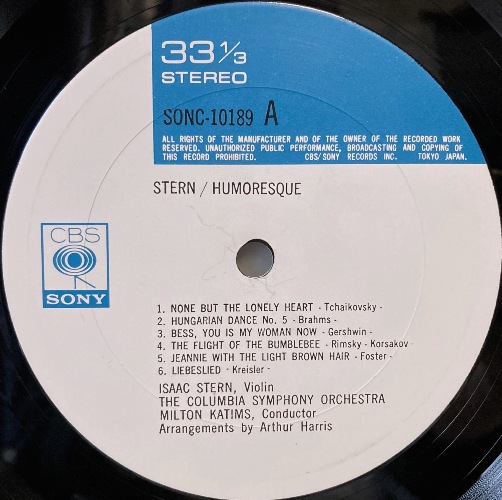 33 1/3
STEREO
SONC-10189 A
ALL RIGHTS OF THE MANUFACTURER AND OF THE OWNER OF THE RECORDED WORK
RESERVED. UNAUTHORIZED PUBLIC PERFORMANCE, BROADCASTING AND COPYING OF
THIS RECORD PROHIBITED. CBS/SONY RECORDS INC. TOKYO JAPAN.
STERN / HUMORESQUE
CBS
SONY
1. NONE BUT THE LONELY HEART - Tchaikovsky -
2. HUNGARIAN DANCE No. 5 - Brahms -
3. BESS, YOU IS MY WOMAN NOW - Gershwin -
4. THE FLIGHT OF THE BUMBLEBEE - Rimsky - Korsakov -
5. JEANNIE WITH THE LIGHT BROWN HAIR - Foster -
6. LIEBESLIED - Kreisler -
ISAAC STERN, Violin
THE COLUMBIA SYMPHONY ORCHESTRA
MILTON KATIMS, Conductor
Arrangements by Arthur Harris